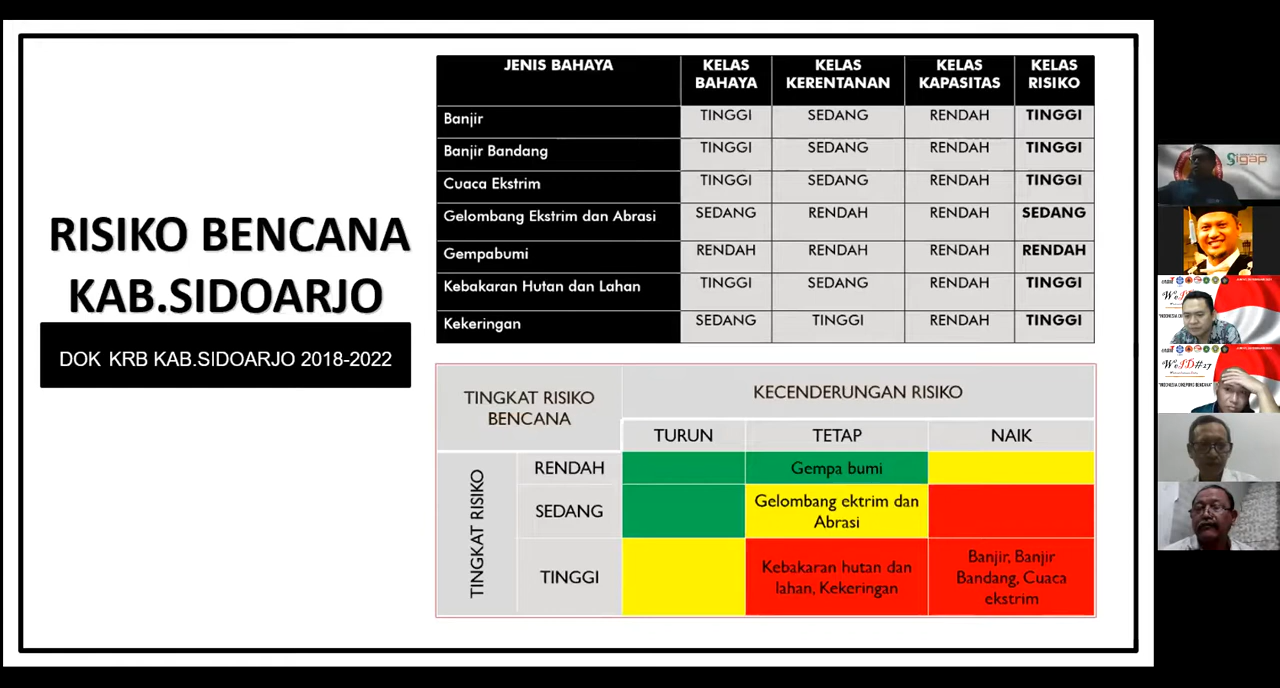 RISIKO BENCANA
KAB.SIDOARJO
DOK KRB KAB.SIDOARJO 2018-2022
JENIS BAHAYA KELAS BAHAYA KELAS KERENTANAN KELAS KAPASITAS KELAS RISIKO
Banjir TINGGI SEDANG RENDAH TINGGI
Banjir Bandang TINGGI SEDANG RENDAH TINGGI
Cuaca Ekstrim TINGGI SEDANG RENDAH TINGGI
Gelombang Ekstrim dan Abrasi SEDANG RENDAH RENDAH SEDANG
Gempabumi RENDAH RENDAH RENDAH RENDAH
Kebakaran Hutan dan Lahan TINGGI SEDANG RENDAH TINGGI
Kekeringan SEDANG TINGGI RENDAH TINGGI
TINGKAT RISIKO
BENCANA
KECENDERUNGAN RISIKO
TURUN TETAP NAIK
TINGKAT RISIKO
RENDAH Gempa bumi
SEDANG Gelombang ektrim dan
Abrasi
TINGGI Kebakaran hutan dan
lahan, Kekeringan
Banjir, Banjir
Bandang, Cuaca
ekstrim
Sigap
WeJD#27